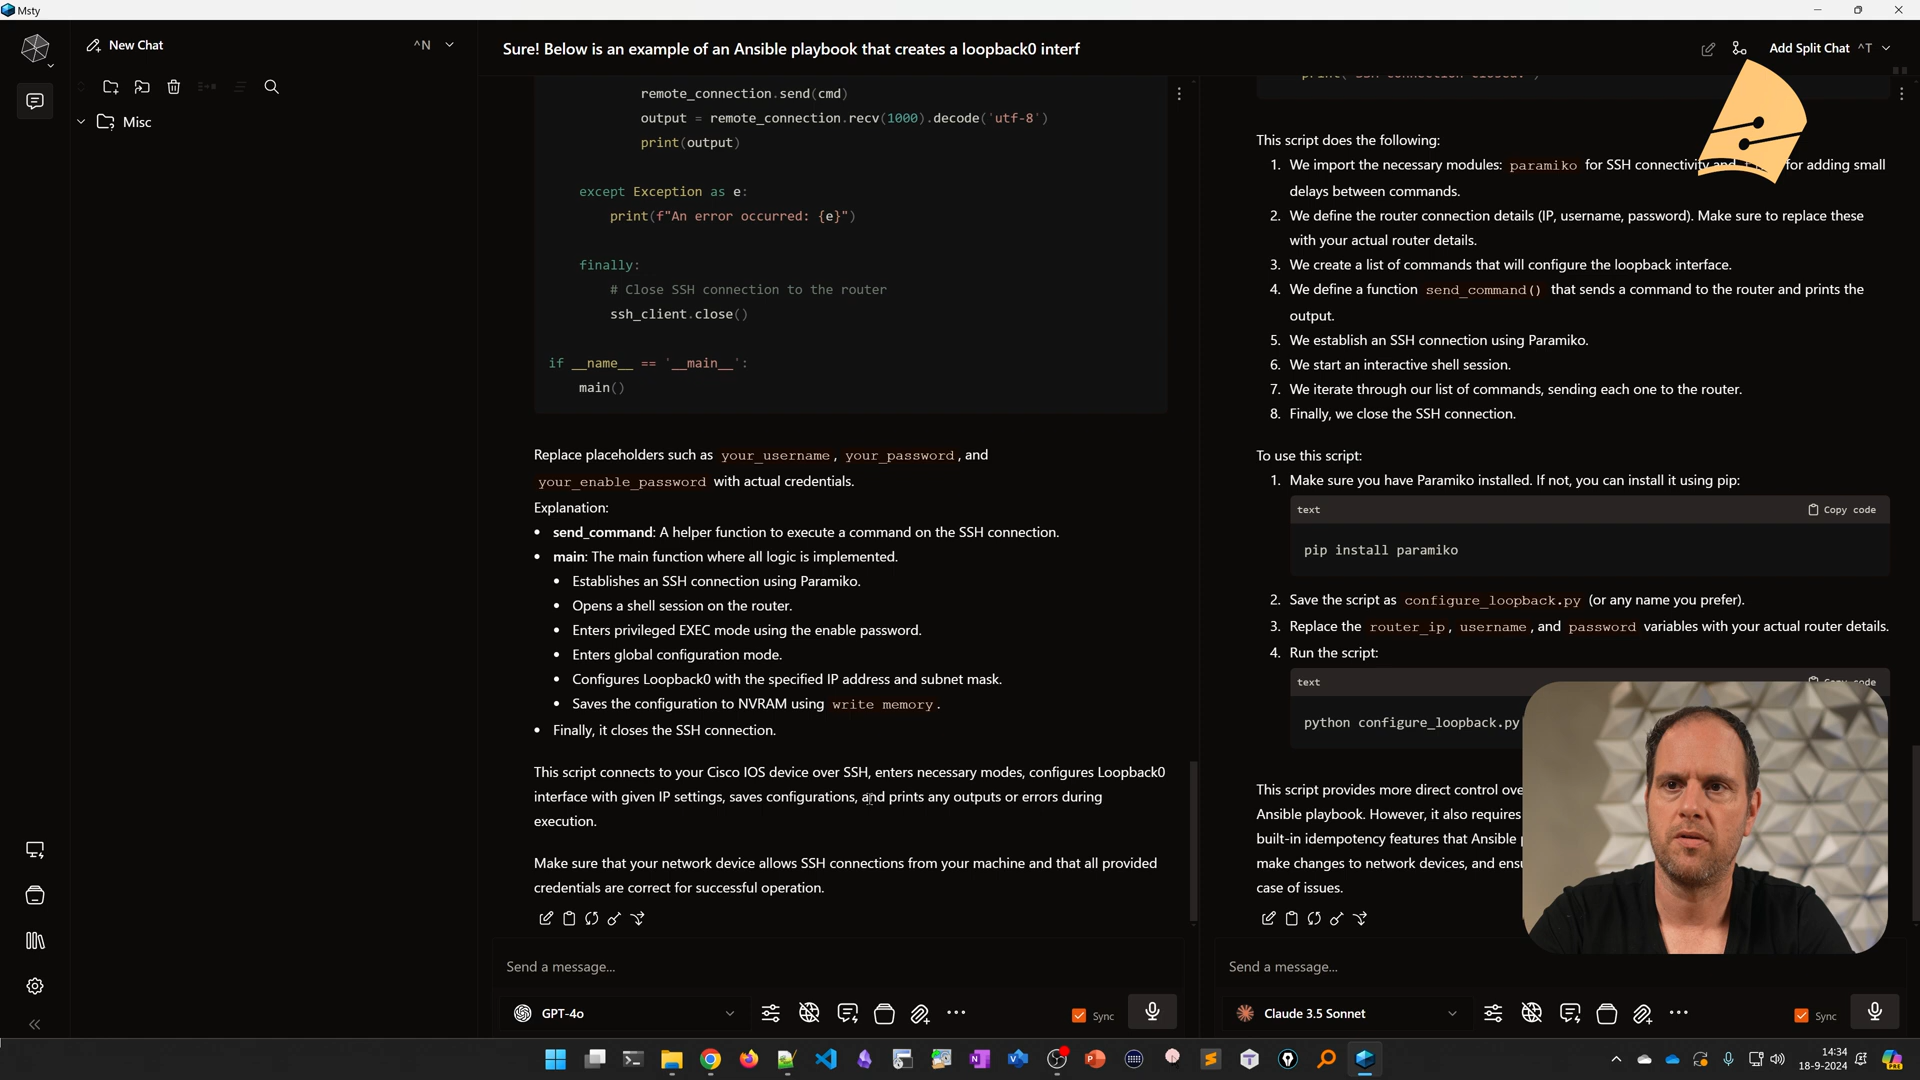 Msty
New Chat
^N
Sure! Below is an example of an Ansible playbook that creates a loopback0 interf
Add Split Chat ^T
Misc
remote_connection.send(cmd)
output = remote_connection.recv(1000).decode('utf-8')
print(output)
except Exception as e:
print(f"An error occurred: {e}")
finally:
# Close SSH connection to the router
ssh_client.close()
if __name__ == '__main__':
main()
Replace placeholders such as your_username, your_password, and
your_enable_password with actual credentials.
Explanation:
• send_command: A helper function to execute a command on the SSH connection.
• main: The main function where all logic is implemented.
• Establishes an SSH connection using Paramiko.
• Opens a shell session on the router.
• Enters privileged EXEC mode using the enable password.
• Enters global configuration mode.
• Configures Loopback0 with the specified IP address and subnet mask.
• Saves the configuration to NVRAM using write memory.
• Finally, it closes the SSH connection.
This script connects to your Cisco IOS device over SSH, enters necessary modes, configures Loopback0
interface with given IP settings, saves configurations, and prints any outputs or errors during
execution.
Make sure that your network device allows SSH connections from your machine and that all provided
credentials are correct for successful operation.
Send a message...
GPT-4o
Sync
This script does the following:
1. We import the necessary modules: paramiko for SSH connectivity and for adding small
delays between commands.
2. We define the router connection details (IP, username, password). Make sure to replace these
with your actual router details.
3. We create a list of commands that will configure the loopback interface.
4. We define a function send_command() that sends a command to the router and prints the
output.
5. We establish an SSH connection using Paramiko.
6. We start an interactive shell session.
7. We iterate through our list of commands, sending each one to the router.
8. Finally, we close the SSH connection.
To use this script:
1. Make sure you have Paramiko installed. If not, you can install it using pip:
text
Copy code
pip install paramiko
2. Save the script as configure_loopback.py (or any name you prefer).
3. Replace the router_ip, username, and password variables with your actual router details.
4. Run the script:
text
code
python configure_loopback.py
This script provides more direct control
Ansible playbook. However, it also requires
built-in idempotency features that Ansible
make changes to network devices, and
case of issues.
Send a message...
Claude 3.5 Sonnet
Sync
14:34
18-9-2024